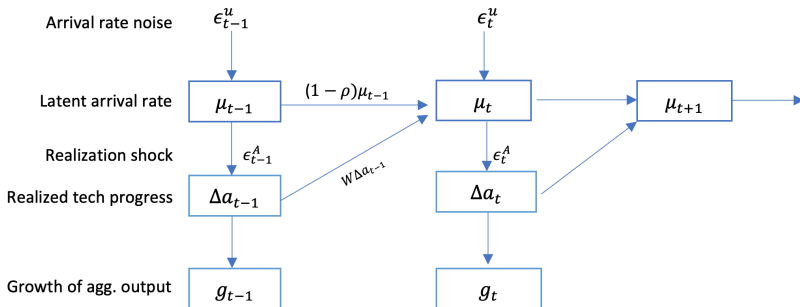 Arrival rate noise ϵ^u_{t−1} ϵ^u_t
Latent arrival rate μ_{t−1} (1 − ρ)μ_{t−1} μ_t μ_{t+1}
Realization shock ϵ^A_{t−1} ϵ^A_t
WΔa_{t−1}
Realized tech progress Δa_{t−1} Δa_t
Growth of agg. output g_{t−1} g_t